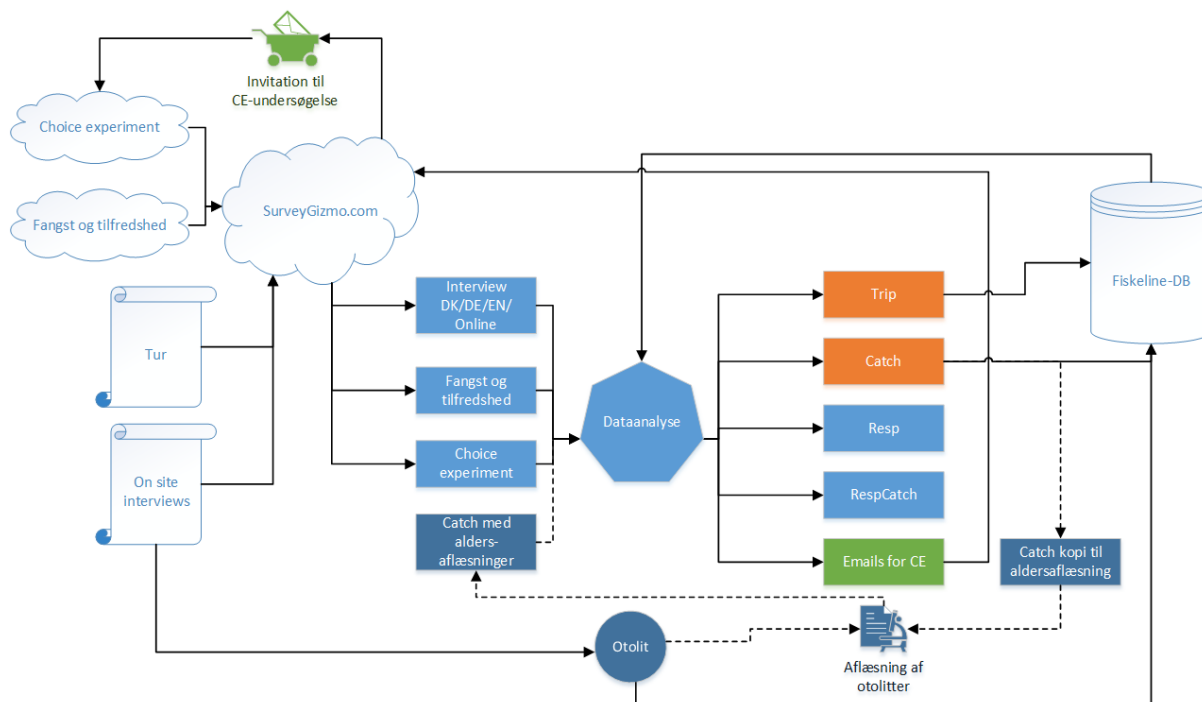 Invitation til
CE-undersøgelse
Choice experiment
Fangst og tilfredshed
SurveyGizmo.com
Tur
On site
interviews
Interview
DK/DE/EN/
Online
Fangst og
tilfredshed
Choice
experiment
Catch med
alders-
aflæsninger
Dataanalyse
Trip
Catch
Resp
RespCatch
Emails for CE
Fiskeline-DB
Catch kopi til
aldersaflæsning
Otolit
Aflæsning af
otolitter